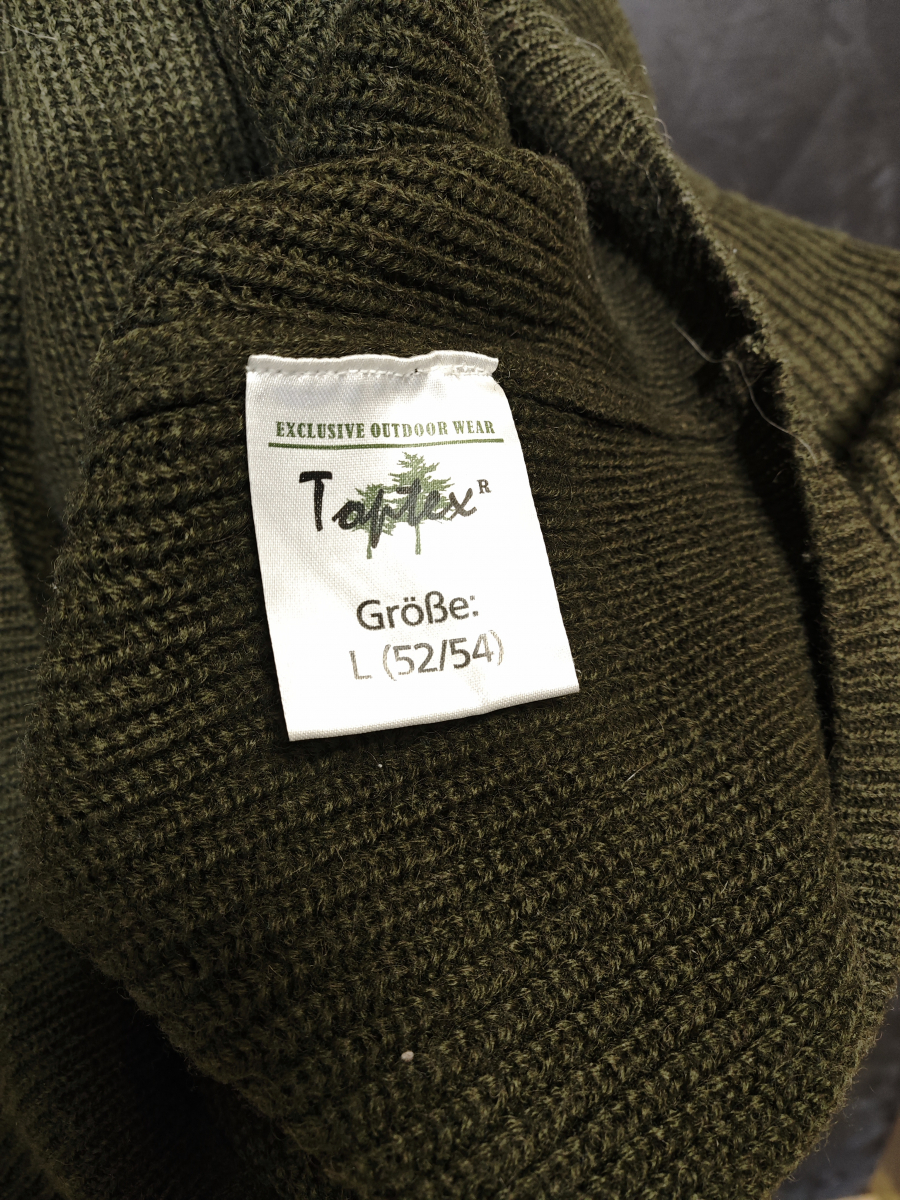 EXCLUSIVE OUTDOOR WEAR
Toptex R
Größe:
L (52/54)